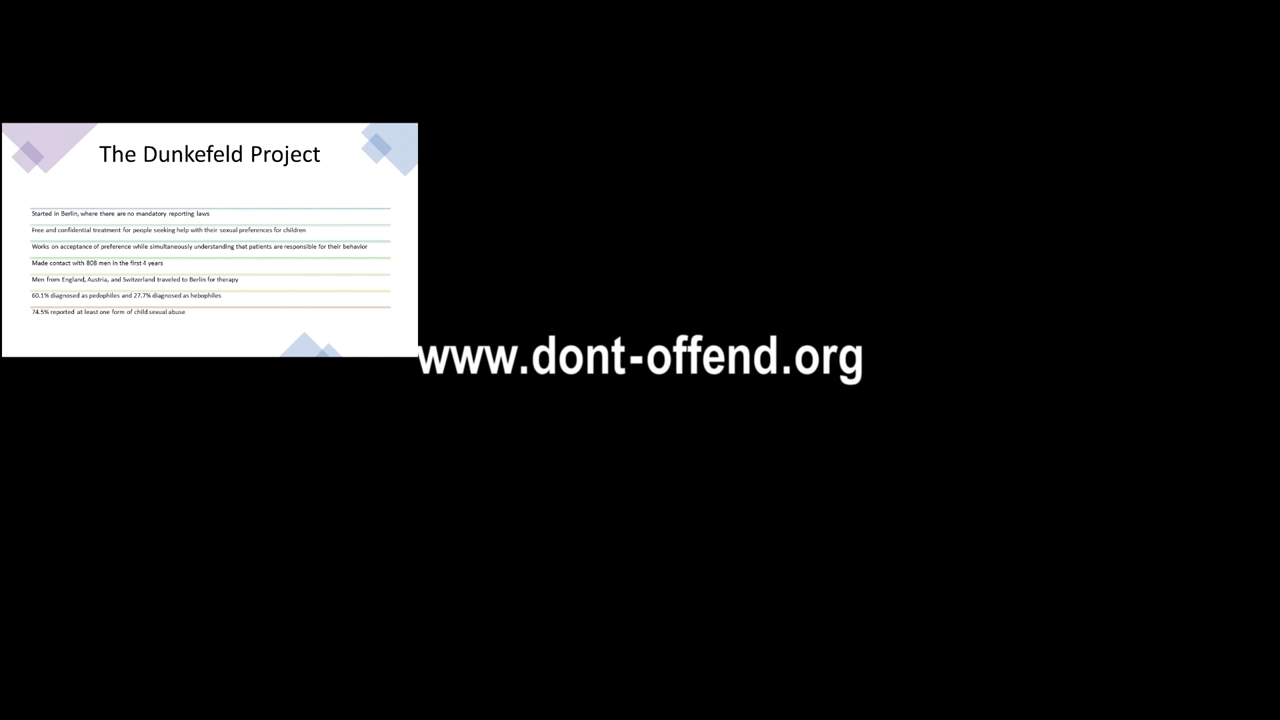 The Dunkefeld Project
Started in Berlin, where there are no mandatory reporting laws
Free and confidential treatment for people seeking help with their sexual preferences for children
Works on acceptance of preference while simultaneously understanding that patients are responsible for their behavior
Made contact with 808 men in the first 4 years
Men from England, Austria, and Switzerland traveled to Berlin for therapy
60.1% diagnosed as pedophiles and 27.7% diagnosed as hebophiles
74.5% reported at least one form of child sexual abuse
www.dont-offend.org